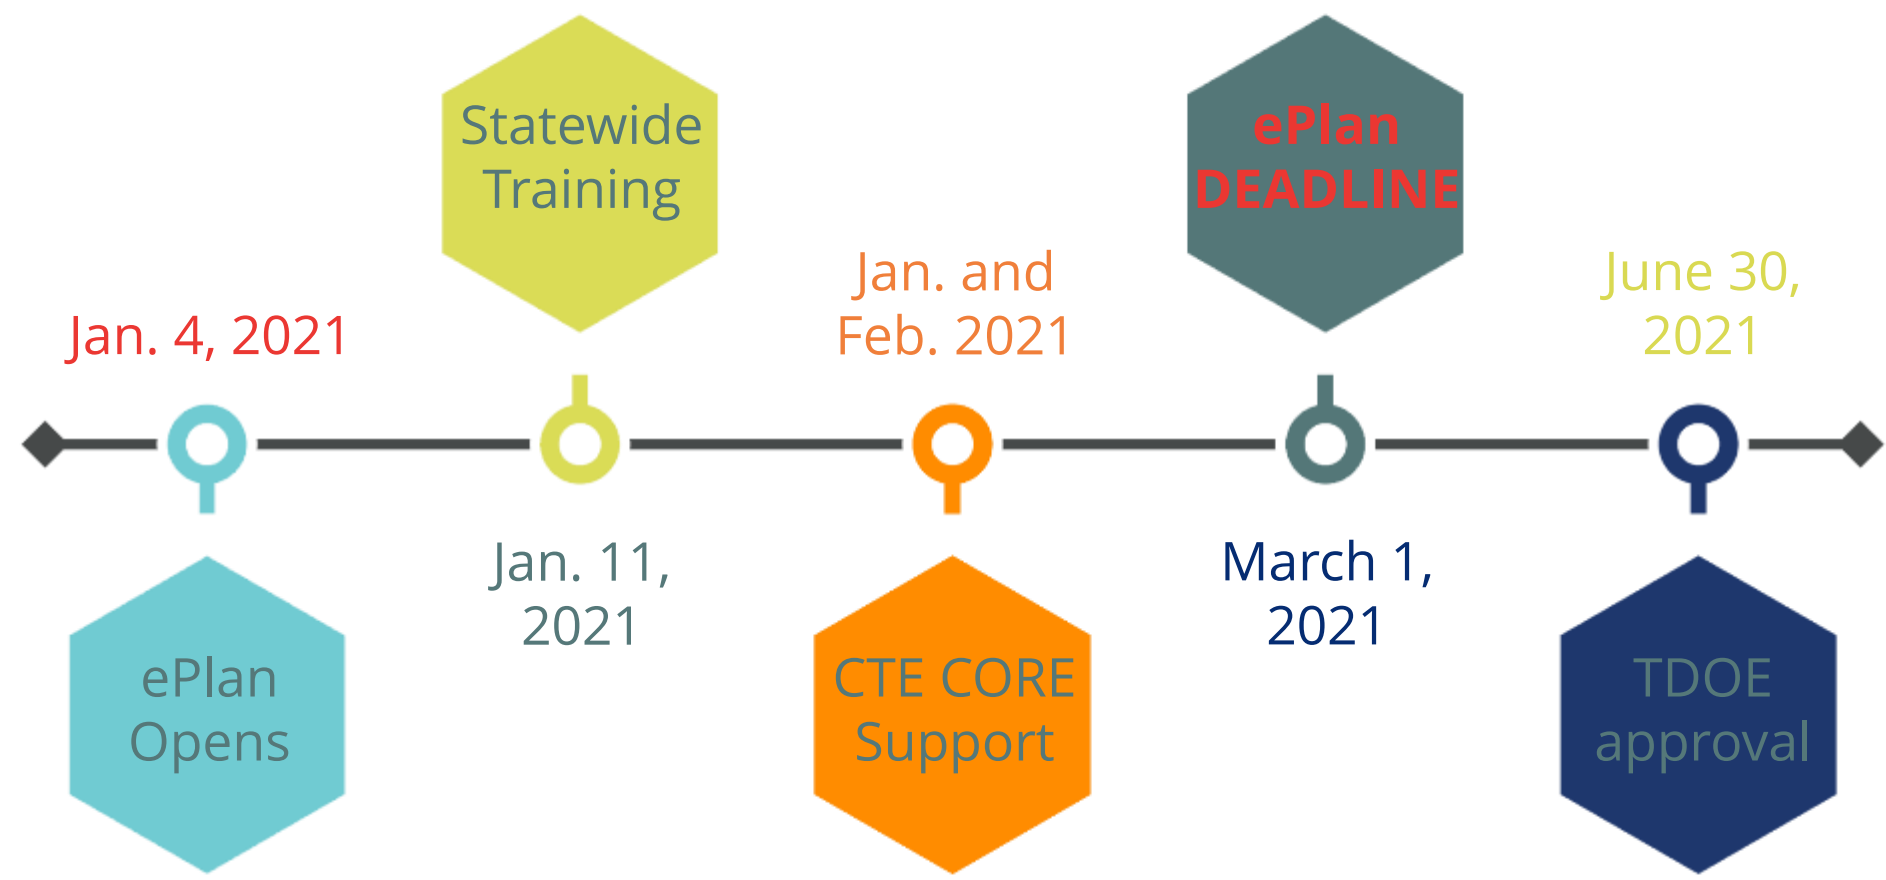 Jan. 4, 2021
ePlan
Opens
Statewide
Training
Jan. 11,
2021
Jan. and
Feb. 2021
CTE CORE
Support
ePlan
DEADLINE
March 1,
2021
June 30,
2021
TDOE
approval